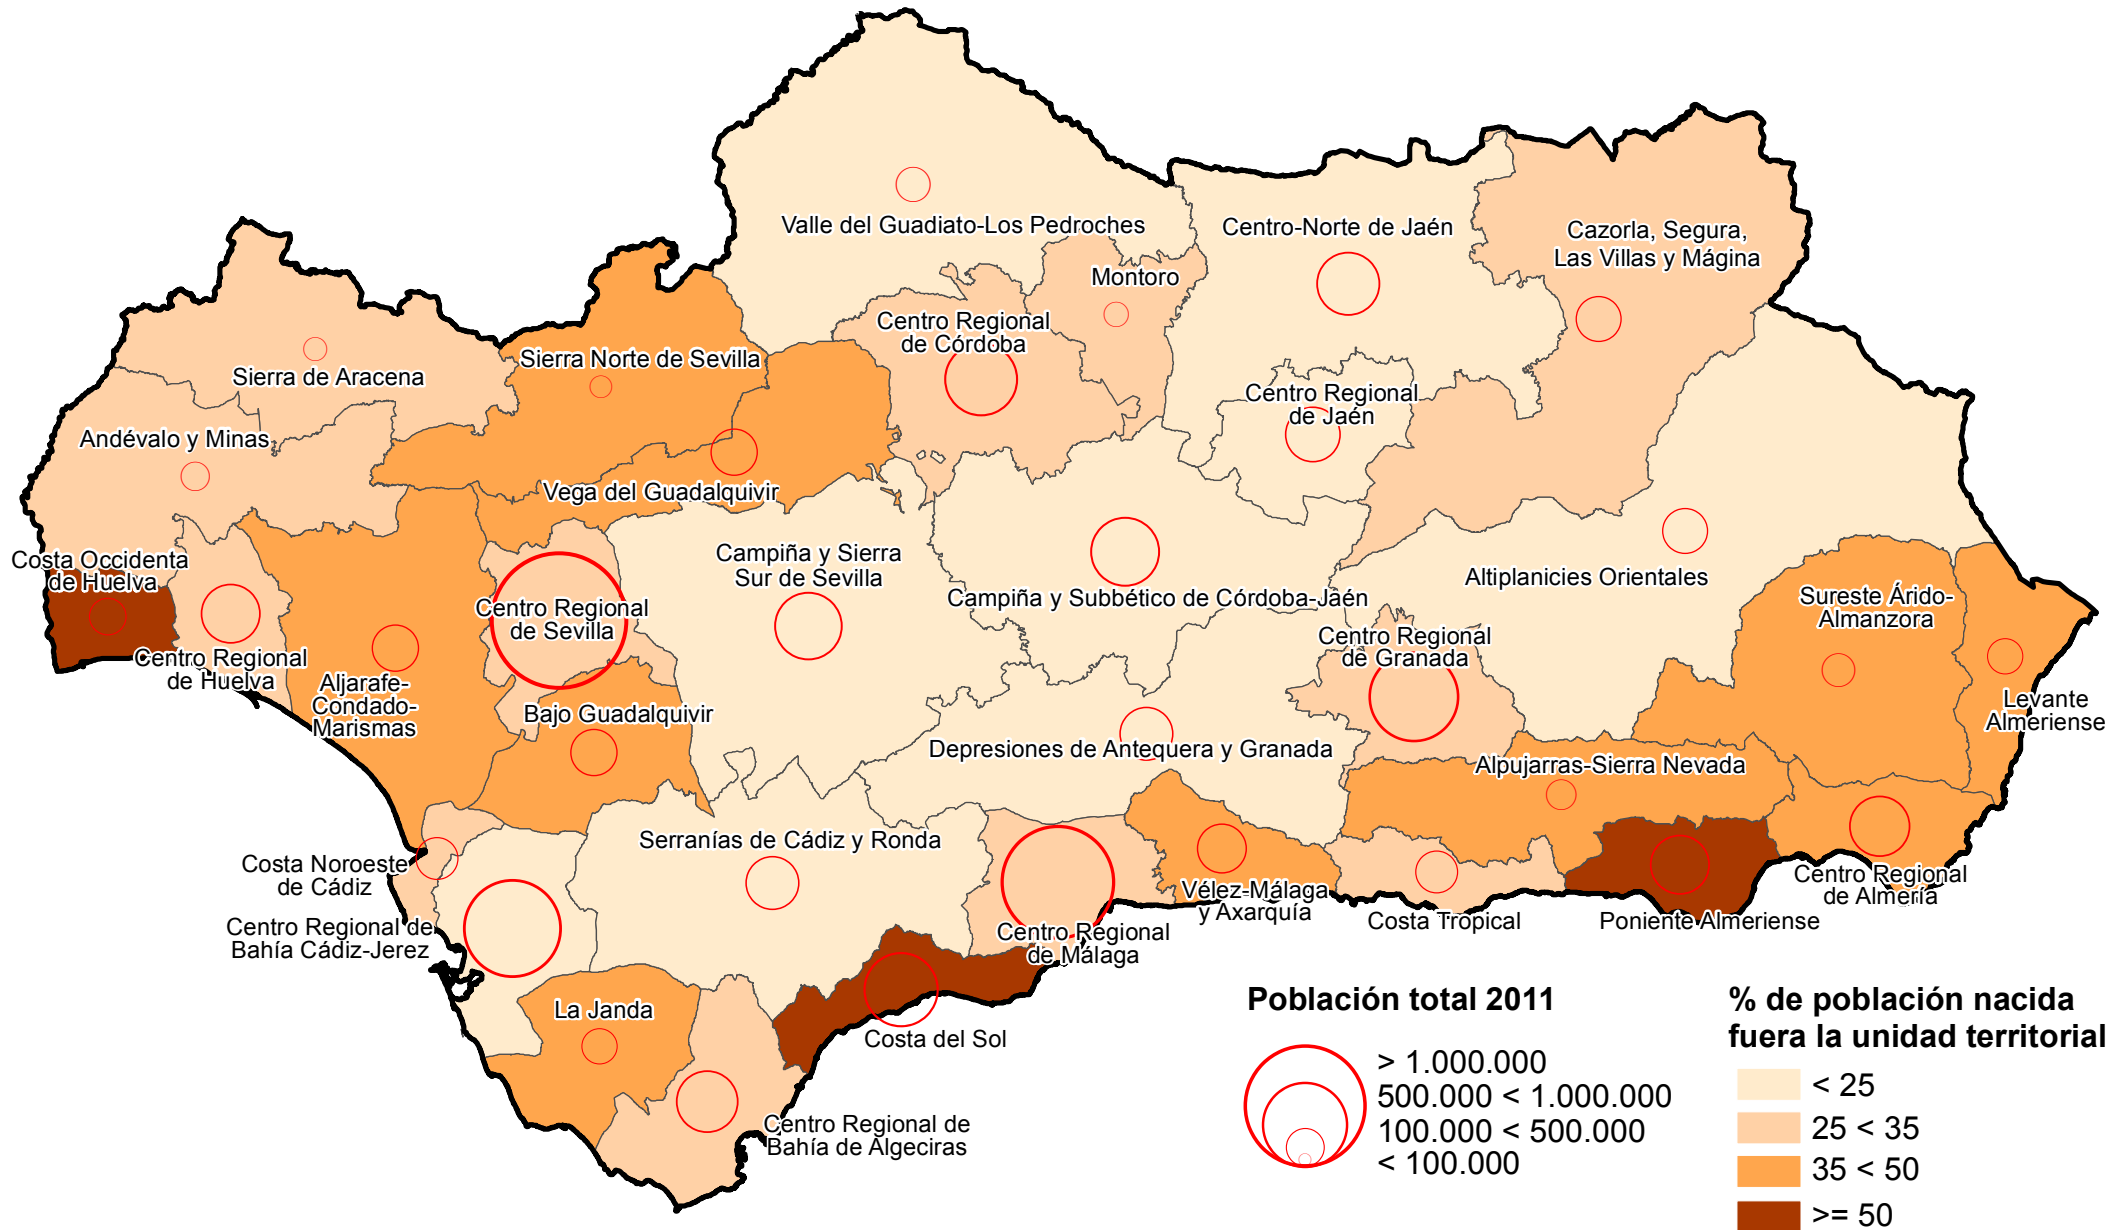 Valle del Guadiato-Los Pedroches
Centro-Norte de Jaén
Cazorla, Segura,
Las Villas y Mágina
Montoro
Centro Regional
de Córdoba
Sierra Norte de Sevilla
Sierra de Aracena
Centro Regional
de Jaén
Andévalo y Minas
Vega del Guadalquivir
Costa Occidenta
de Huelva
Campiña y Sierra
Sur de Sevilla
Centro Regional
de Sevilla
Campiña y Subbético de Córdoba-Jaén
Altiplanicies Orientales
Sureste Árido-
Almanzora
Centro Regional
de Granada
Centro Regional
de Huelva
Aljarafe-
Condado-
Marismas
Bajo Guadalquivir
Levante
Almeriense
Depresiones de Antequera y Granada
Alpujarras-Sierra Nevada
Serranías de Cádiz y Ronda
Costa Noroeste
de Cádiz
Vélez-Málaga
y Axarquía
Centro Regional
de Almería
Costa Tropical
Poniente Almeriense
Centro Regional de
Bahía Cádiz-Jerez
Centro Regional
de Málaga
La Janda
Costa del Sol
Centro Regional de
Bahía de Algeciras
Población total 2011
> 1.000.000
500.000 < 1.000.000
100.000 < 500.000
< 100.000
% de población nacida
fuera la unidad territorial
< 25
25 < 35
35 < 50
>= 50